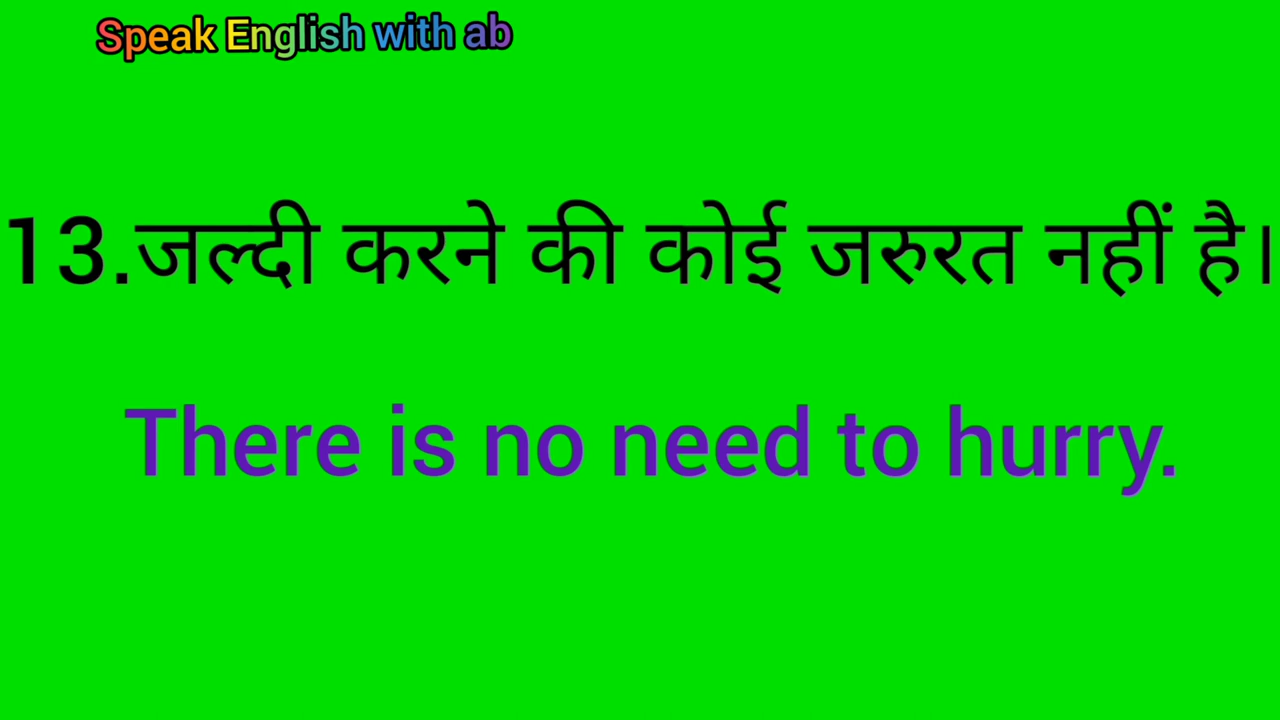 Speak English with ab
13.जल्दी करने की कोई जरुरत नहीं है।
There is no need to hurry.